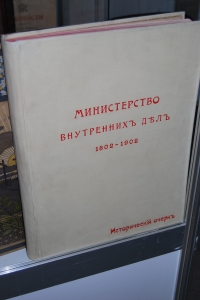 МИНИСТЕРСТВО
ВНУТРЕННИХЪ ДѢЛЪ
1802-1902
Историческій очеркъ